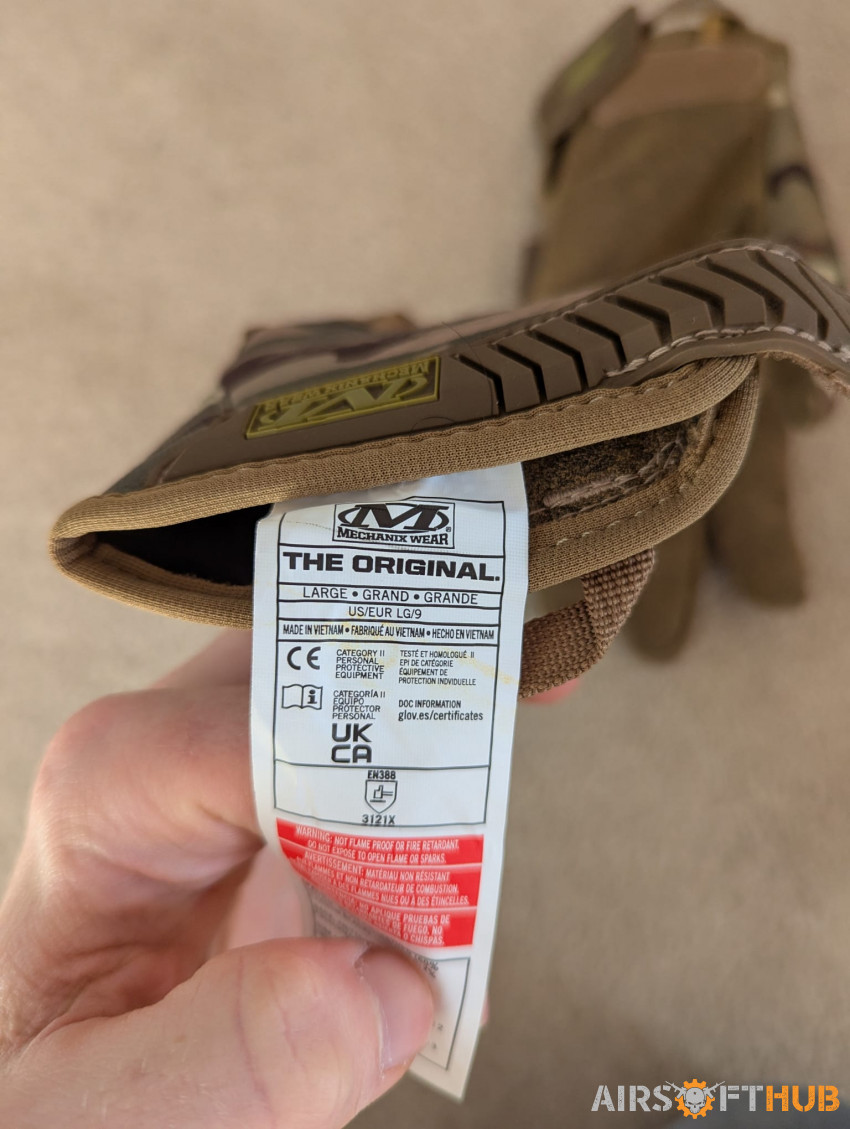 MECHANIX WEAR
M
MECHANIX WEAR®
THE ORIGINAL.
LARGE • GRAND • GRANDE
US/EUR LG/9
MADE IN VIETNAM • FABRIQUÉ AU VIETNAM • HECHO EN VIETNAM
CE
CATEGORY II
PERSONAL
PROTECTIVE
EQUIPMENT
TESTÉ ET HOMOLOGUÉ II
EPI DE CATÉGORIE
ÉQUIPEMENT DE
PROTECTION INDIVIDUELLE
i
CATEGORÍA II
EQUIPO
PROTECTOR
PERSONAL
DOC INFORMATION
glov.es/certificates
UK
CA
EN388
3121X
WARNING: NOT FLAME PROOF OR FIRE RETARDANT.
DO NOT EXPOSE TO OPEN FLAME OR SPARKS.
AVERTISSEMENT: MATÉRIAU NON RÉSISTANT
AUX FLAMMES ET NON RETARDATEUR DE COMBUSTION.
À DES FLAMMES NUES OU À DES ÉTINCELLES.
NO APLIQUE PRUEBAS DE
DE FUEGO. NO
O CHISPAS.
AIRSOFTHUB